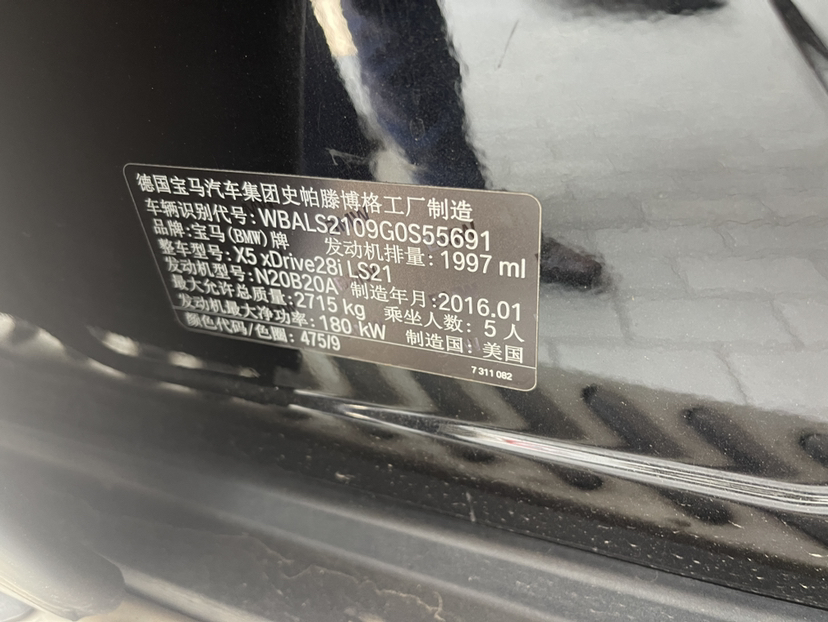 德国宝马汽车集团史帕滕博格工厂制造
车辆识别代号: WBALS2109G0S55691
品牌: 宝马(BMW)牌 发动机排量: 1997 ml
整车型号: X5 xDrive28i LS21
发动机型号: N20B20A 制造年月: 2016.01
最大允许总质量: 2715 kg 乘坐人数: 5 人
发动机最大净功率: 180 kW 制造国: 美国
颜色代码/色圈: 475/9
7 311 082